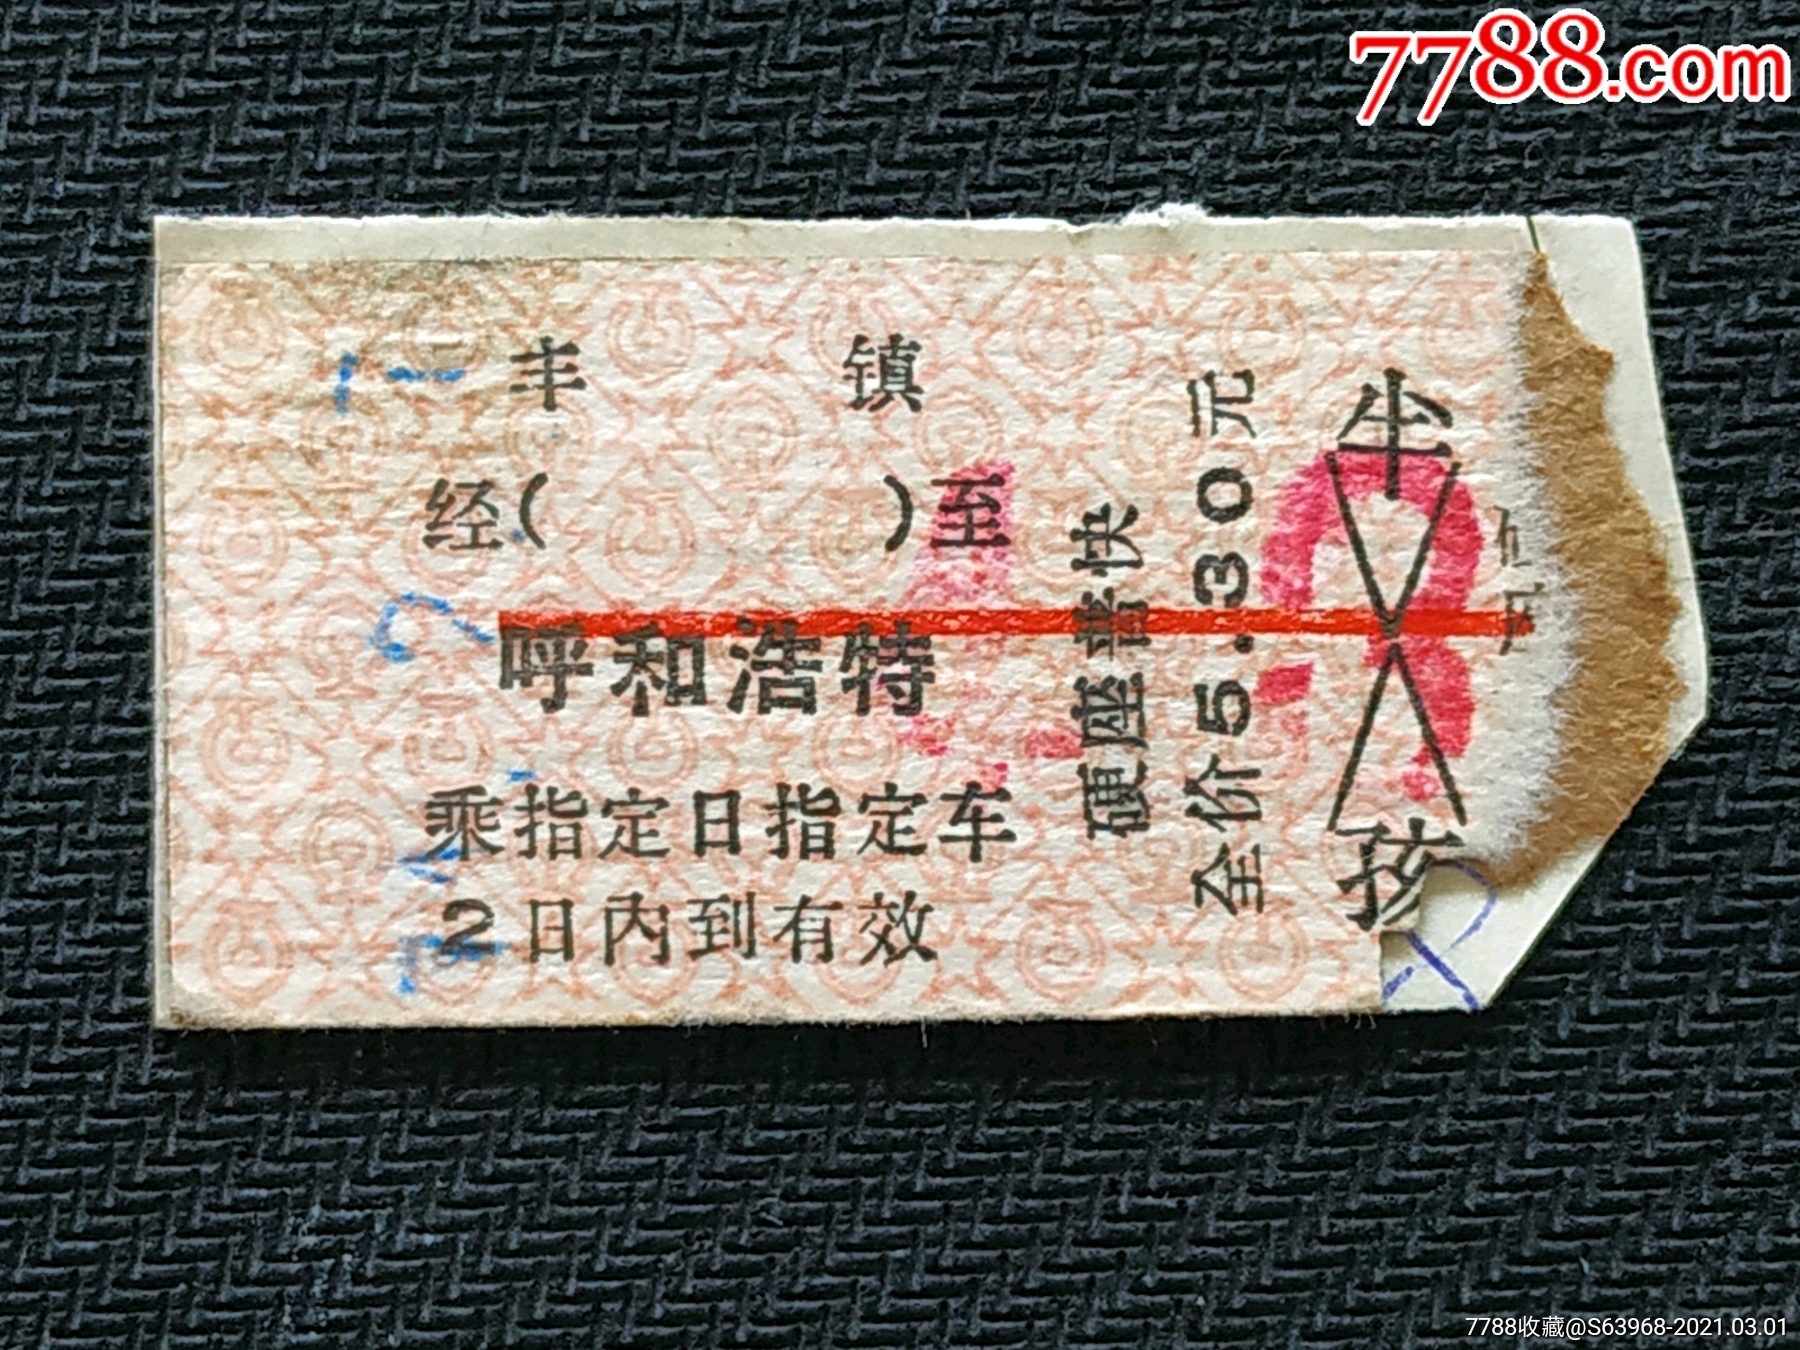 7788.com
丰 镇
经( )至
呼和浩特
乘指定日指定车
2日内到有效
硬座普快
全价5.30元
半
孩
7788收藏@S63968-2021.03.01